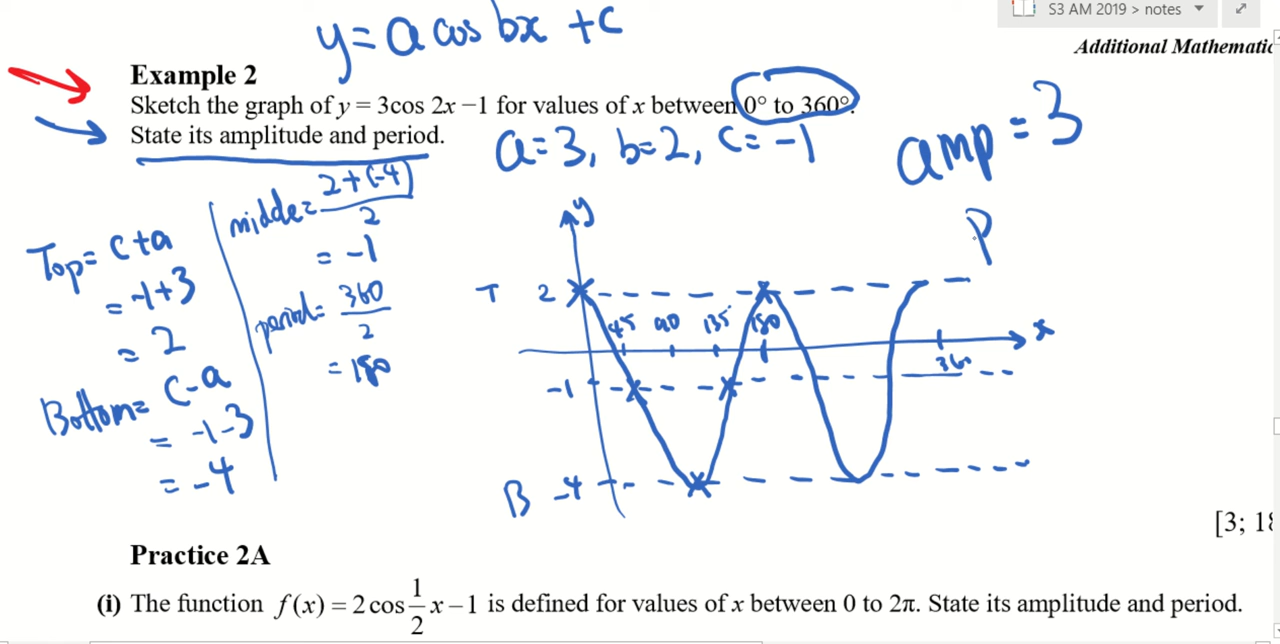 S3 AM 2019 > notes
y = a cos bx + c
Additional Mathematic
Example 2
Sketch the graph of y = 3cos 2x −1 for values of x between 0° to 360°.
State its amplitude and period.
a=3, b=2, c=-1
amp = 3
P
Top = c+a
= -1+3
= 2
Bottom = c-a
= -1-3
= -4
middle = 2+(-4)
2
= -1
period = 360
2
= 180
y
T 2
45 90 135 180
x
360
-1
B -4
[3; 18
Practice 2A
(i) The function f(x) = 2cos 1/2 x − 1 is defined for values of x between 0 to 2π. State its amplitude and period.